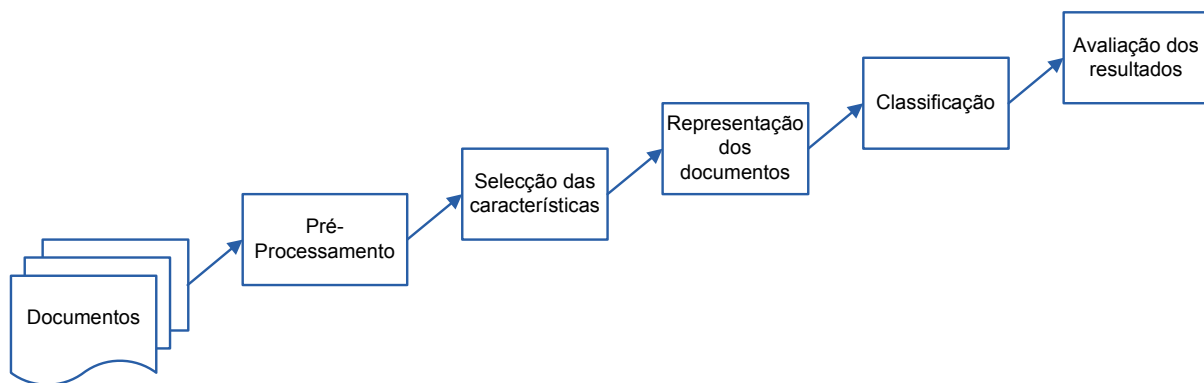 Documentos
Pré-
Processamento
Selecção das
características
Representação
dos
documentos
Classificação
Avaliação dos
resultados